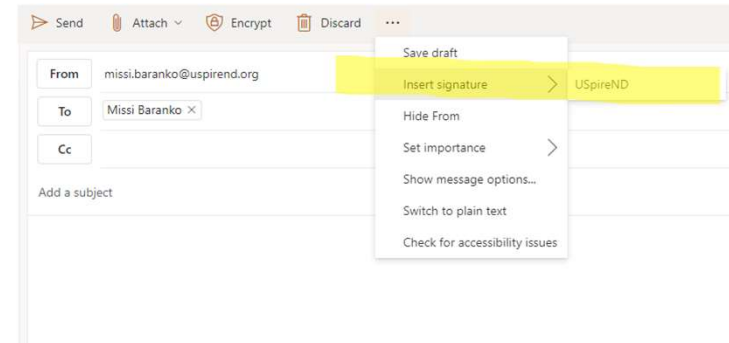 Send Attach Encrypt Discard ...
Save draft
From missi.baranko@uspirend.org
Insert signature USpireND
To Missi Baranko ×
Hide From
Cc
Set importance
Show message options...
Add a subject
Switch to plain text
Check for accessibility issues